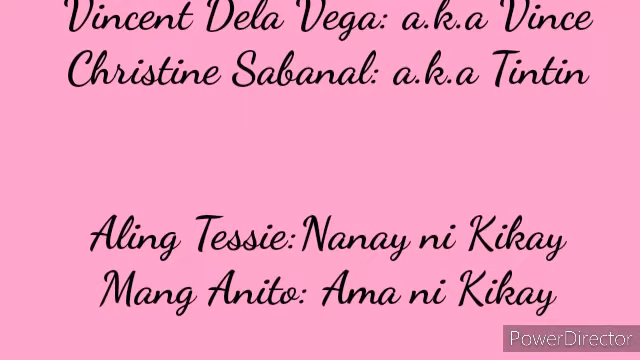 Vincent Dela Vega: a.k.a Vince
Christine Sabanal: a.k.a Tintin
Aling Tessie:Nanay ni Kikay
Mang Anito: Ama ni Kikay
PowerDirector